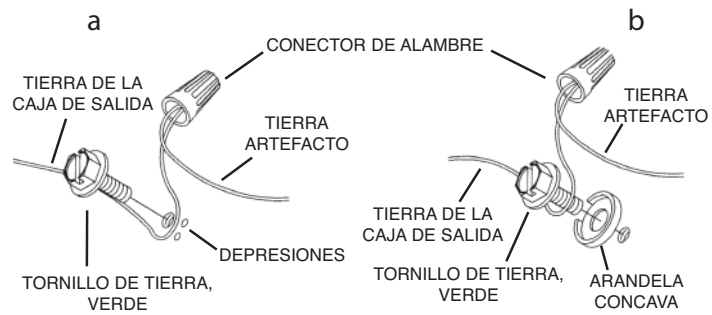 a
b
CONECTOR DE ALAMBRE
TIERRA DE LA
CAJA DE SALIDA
TIERRA
ARTEFACTO
DEPRESIONES
TORNILLO DE TIERRA,
VERDE
TIERRA
ARTEFACTO
TIERRA DE LA
CAJA DE SALIDA
TORNILLO DE TIERRA,
VERDE
ARANDELA
CONCAVA